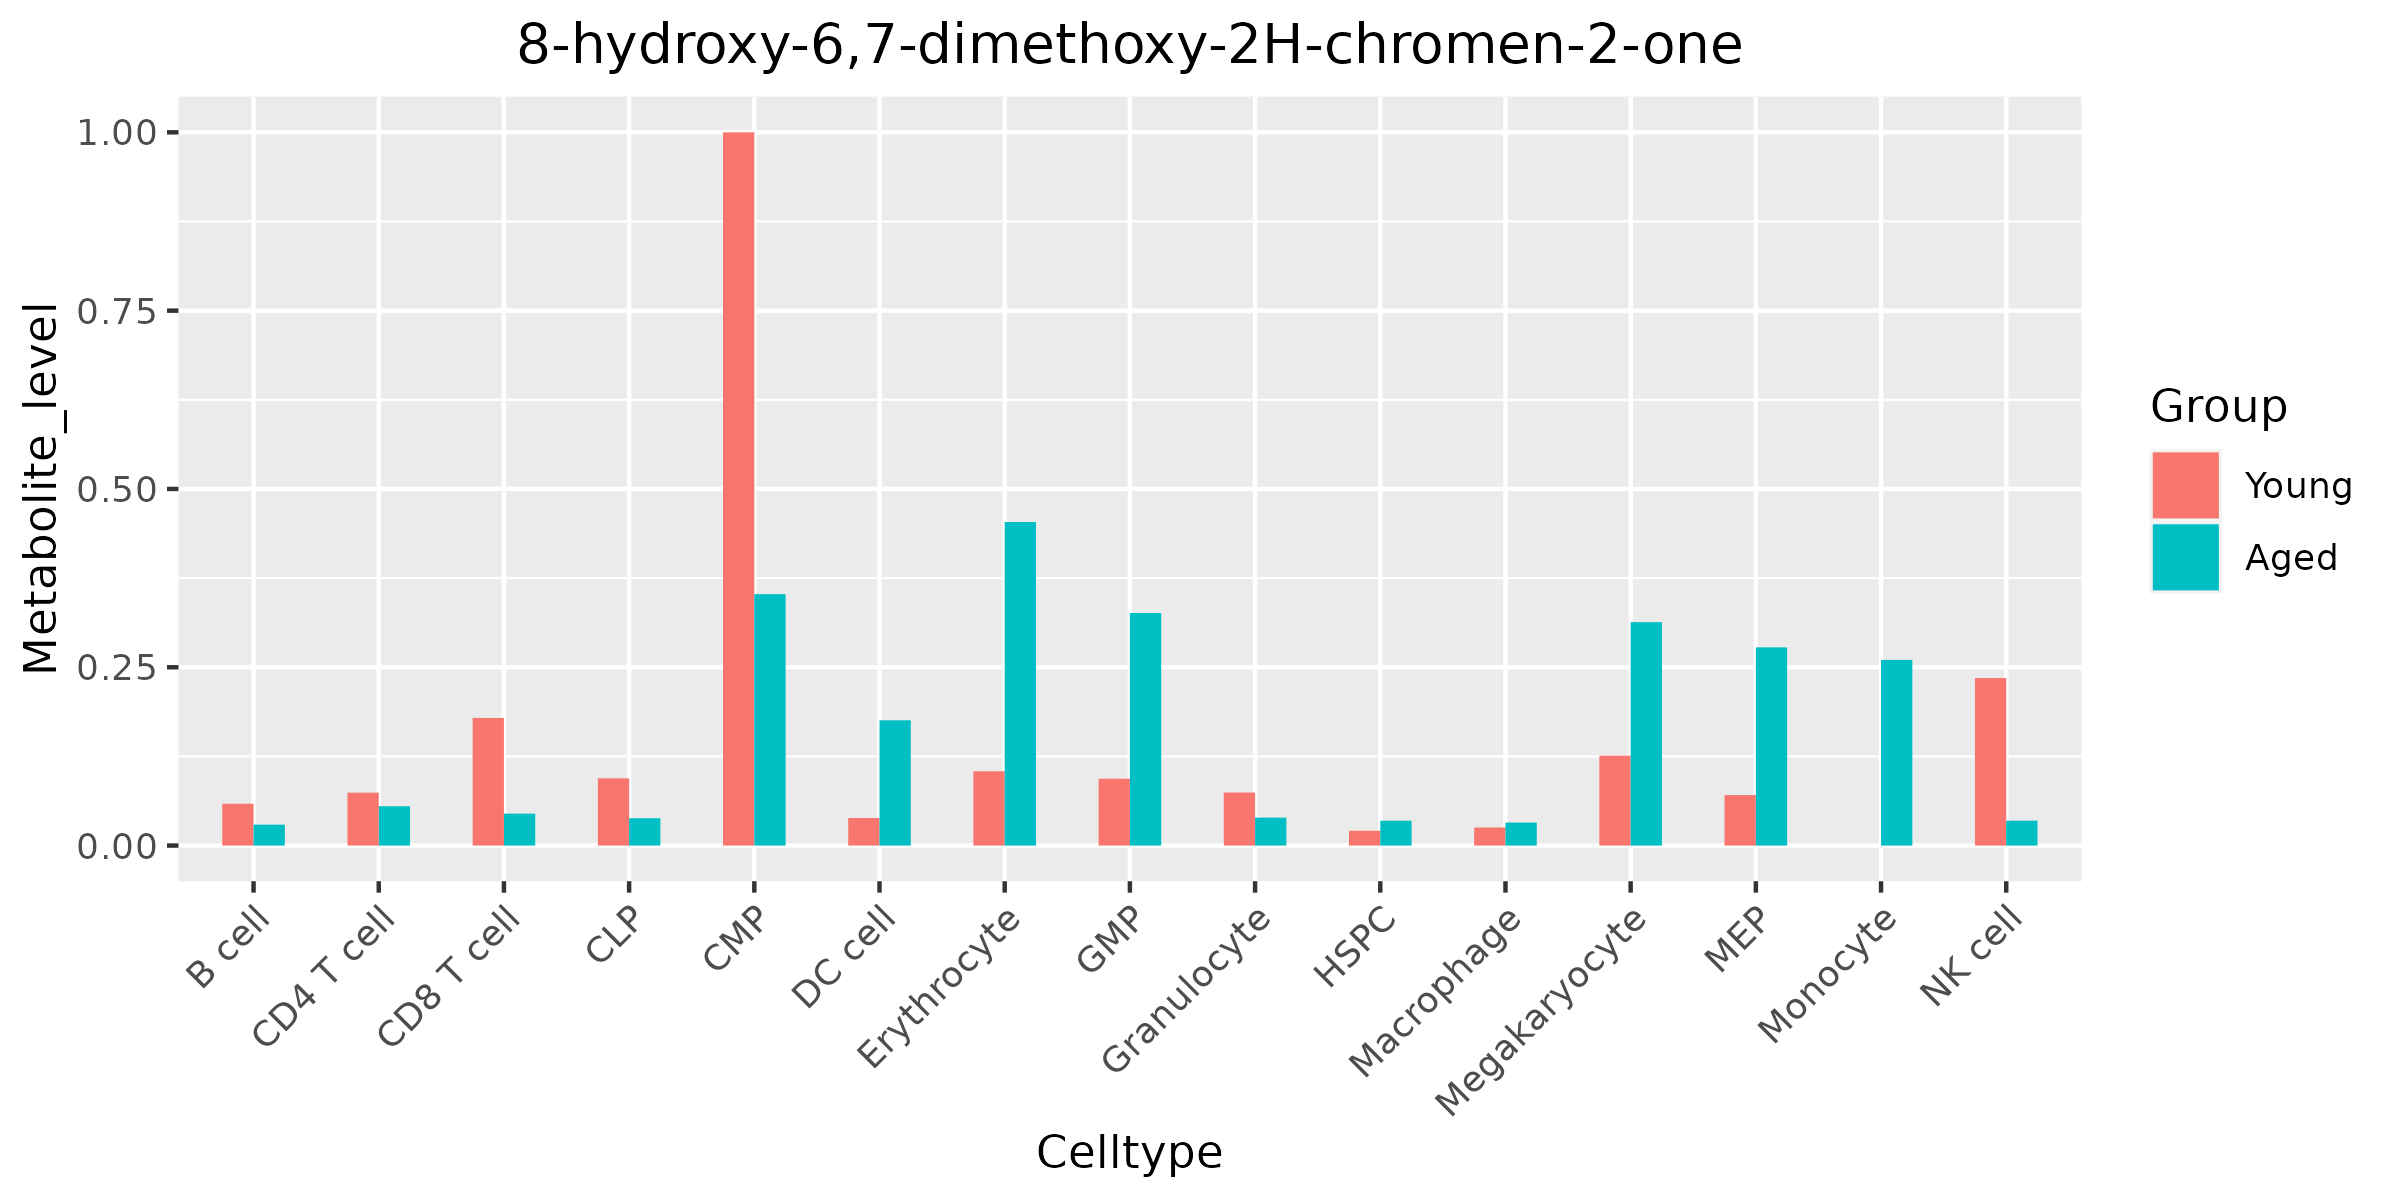 8-hydroxy-6,7-dimethoxy-2H-chromen-2-one
Metabolite_level
1.00
0.75
0.50
0.25
0.00
B cell
CD4 T cell
CD8 T cell
CLP
CMP
DC cell
Erythrocyte
GMP
Granulocyte
HSPC
Macrophage
Megakaryocyte
MEP
Monocyte
NK cell
Celltype
Group
Young
Aged